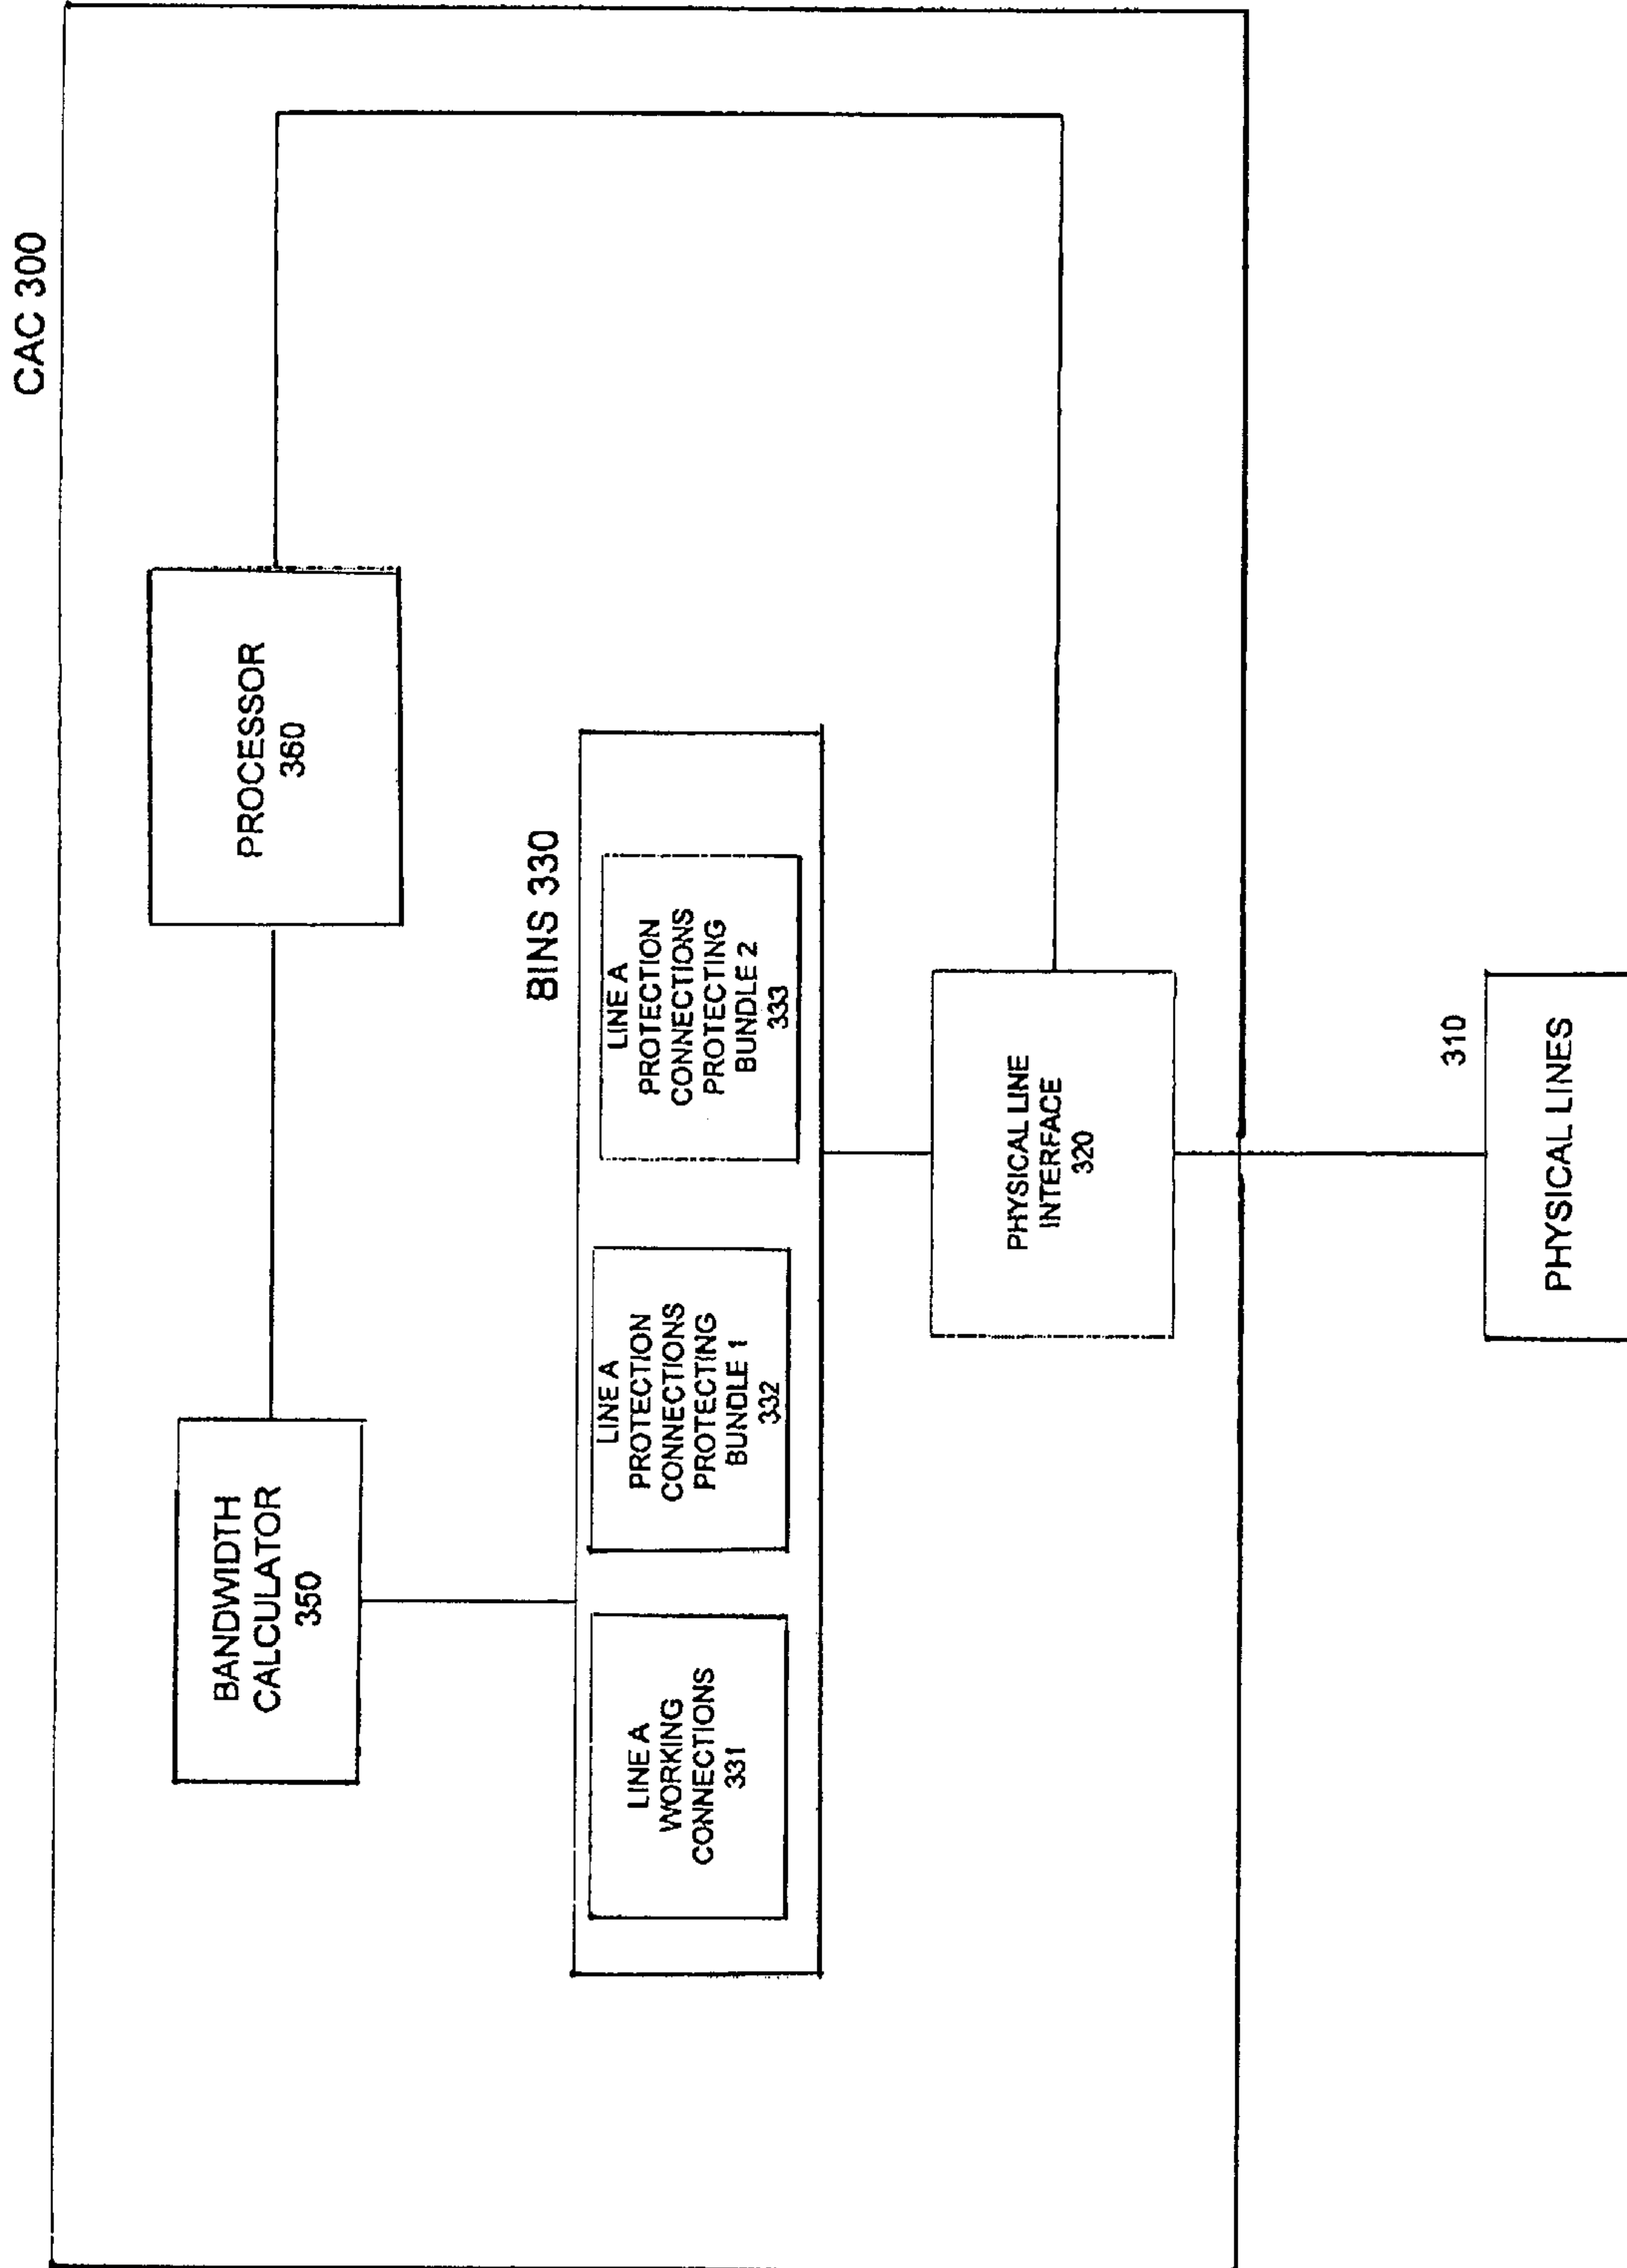 CAC 300
BANDWIDTH
CALCULATOR
350
PROCESSOR
360
BINS 330
LINE A
WORKING
CONNECTIONS
331
LINE A
PROTECTION
CONNECTIONS
PROTECTING
BUNDLE 1
332
LINE A
PROTECTION
CONNECTIONS
PROTECTING
BUNDLE 2
333
PHYSICAL LINE
INTERFACE
320
310
PHYSICAL LINES